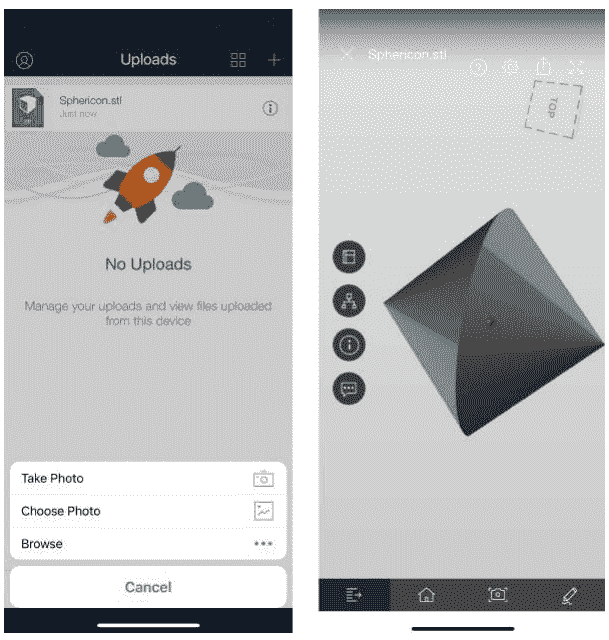 Uploads
Sphericon.stl
Just now
No Uploads
Manage your uploads and view files uploaded
from this device
Take Photo
Choose Photo
Browse
Cancel
Sphericon.stl
TOP